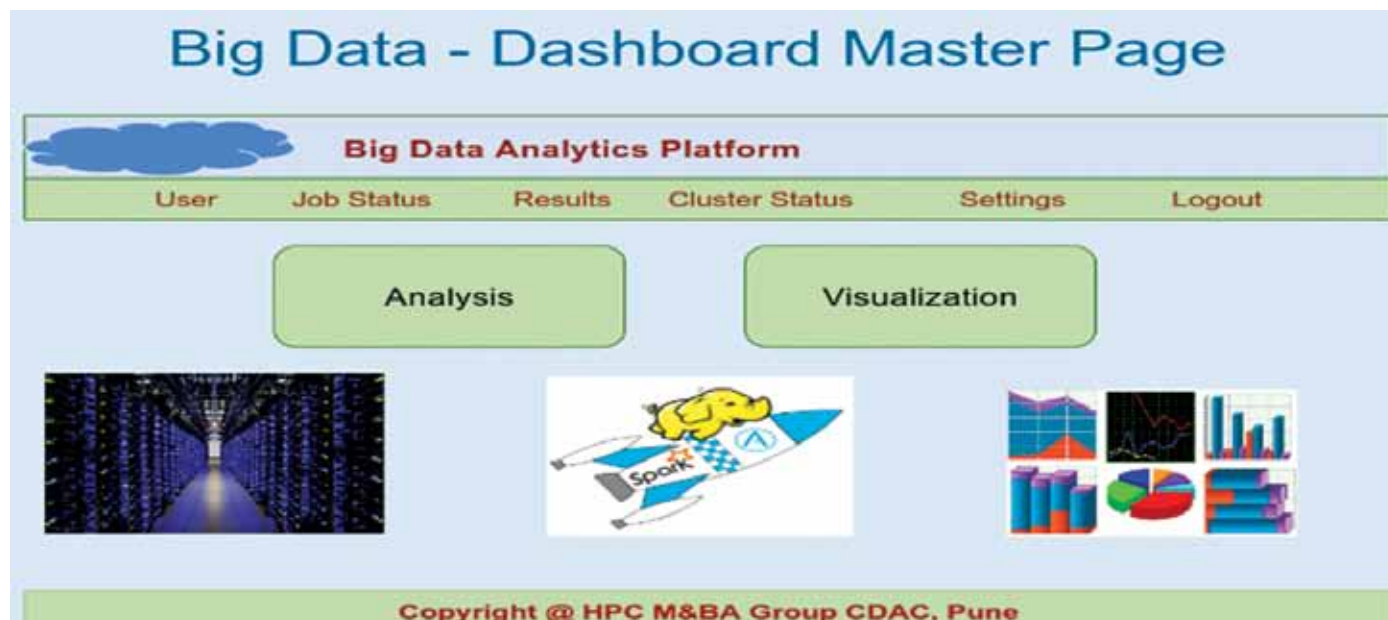 Big Data - Dashboard Master Page
Big Data Analytics Platform
User Job Status Results Cluster Status Settings Logout
Analysis Visualization
Spark
Copyright @ HPC M&BA Group CDAC, Pune